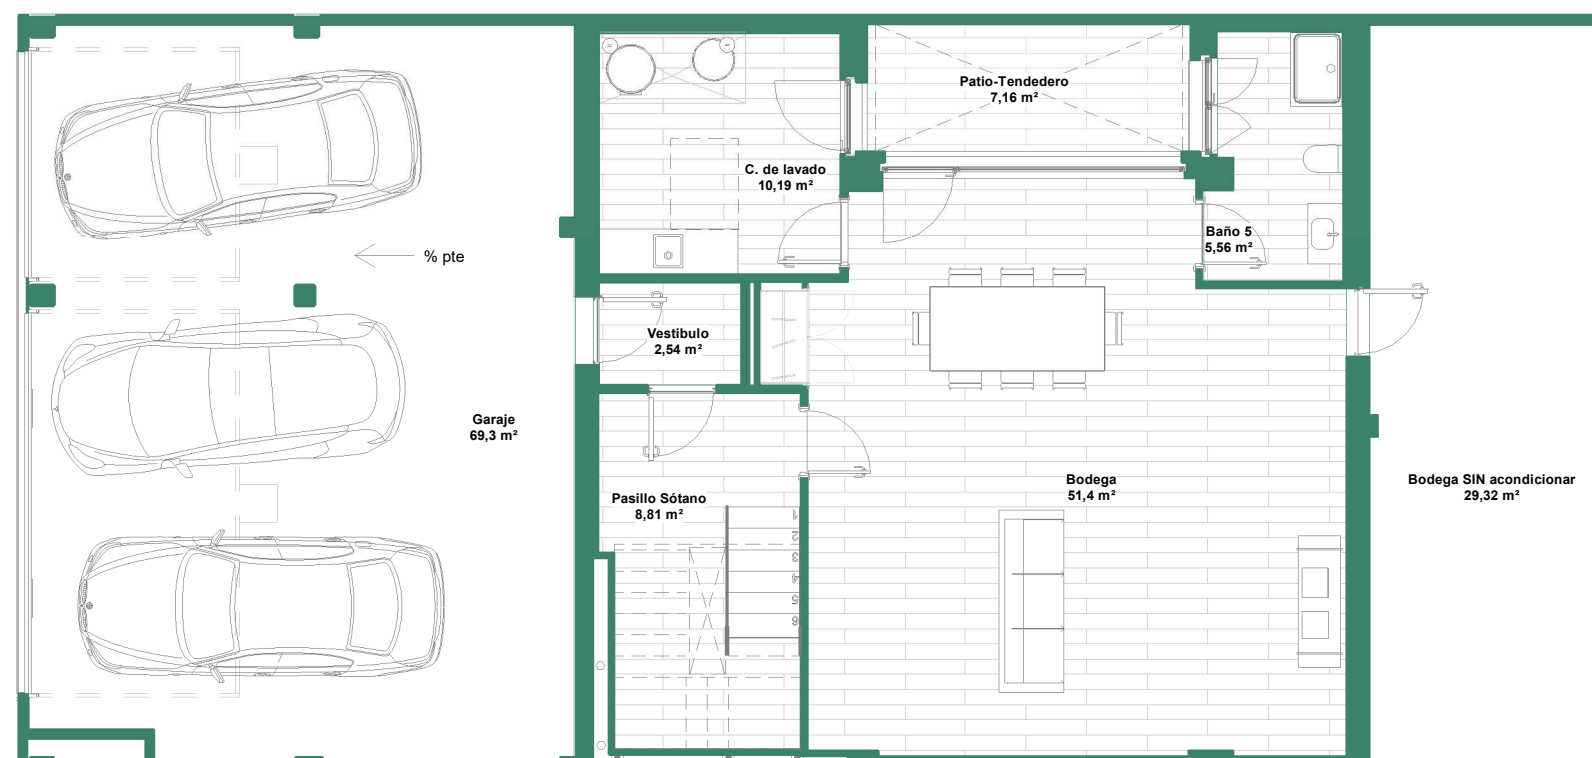 Patio-Tendedero
7,16 m²
C. de lavado
10,19 m²
Baño 5
5,56 m²
% pte
Vestibulo
2,54 m²
Garaje
69,3 m²
Bodega
51,4 m²
Bodega SIN acondicionar
29,32 m²
Pasillo Sótano
8,81 m²
1
2
3
4
5
6